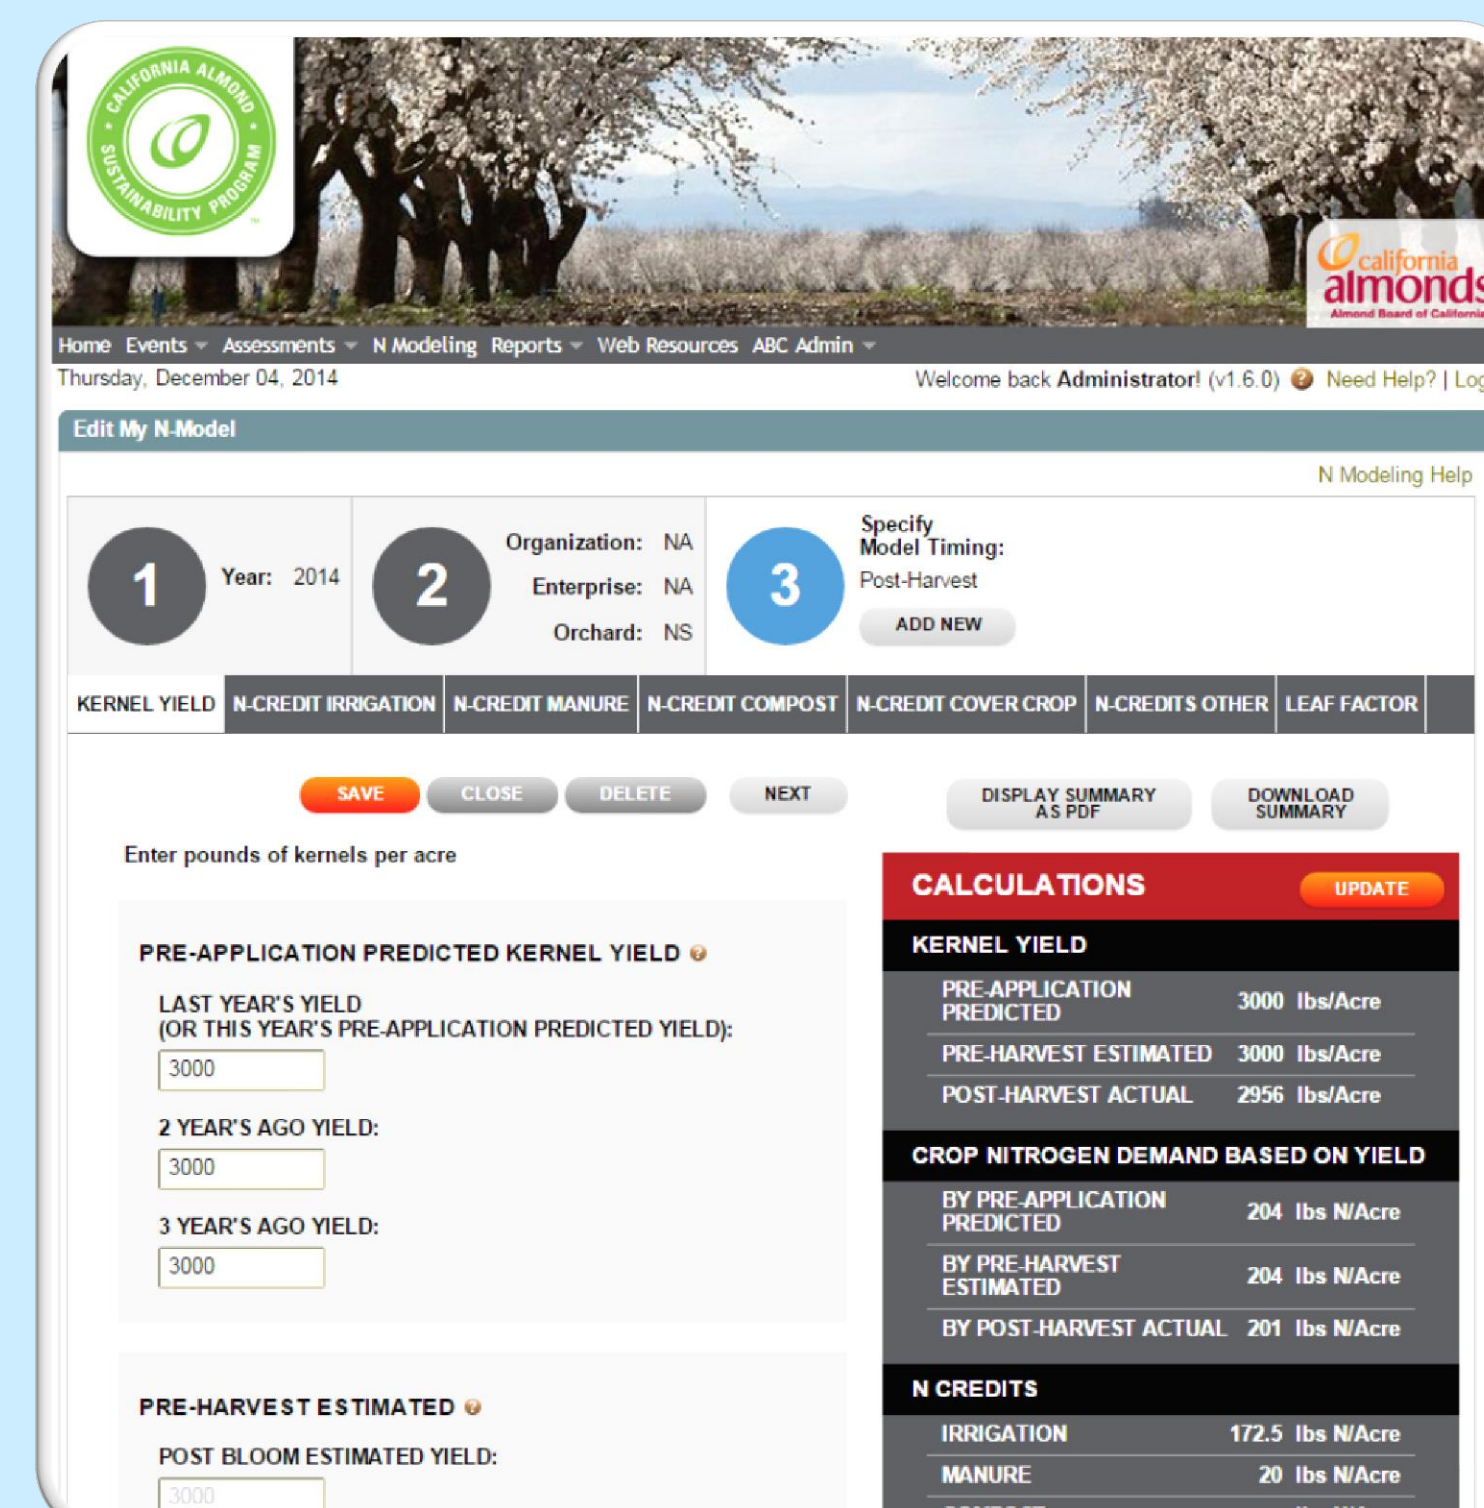 CALIFORNIA ALMOND
SUSTAINABILITY PROGRAM
california
almonds
Almond Board of California
Home Events Assessments N Modeling Reports Web Resources ABC Admin
Thursday, December 04, 2014
Welcome back Administrator! (v1.6.0) Need Help? | Log
Edit My N-Model
N Modeling Help
1
Year: 2014
2
Organization: NA
Enterprise: NA
Orchard: NS
3
Specify
Model Timing:
Post-Harvest
ADD NEW
KERNEL YIELD N-CREDIT IRRIGATION N-CREDIT MANURE N-CREDIT COMPOST N-CREDIT COVER CROP N-CREDITS OTHER LEAF FACTOR
SAVE CLOSE DELETE NEXT
DISPLAY SUMMARY
AS PDF
DOWNLOAD
SUMMARY
Enter pounds of kernels per acre
PRE-APPLICATION PREDICTED KERNEL YIELD
LAST YEAR'S YIELD
(OR THIS YEAR'S PRE-APPLICATION PREDICTED YIELD):
3000
2 YEAR'S AGO YIELD:
3000
3 YEAR'S AGO YIELD:
3000
PRE-HARVEST ESTIMATED
POST BLOOM ESTIMATED YIELD:
3000
CALCULATIONS
UPDATE
KERNEL YIELD
PRE-APPLICATION
PREDICTED
3000 lbs/Acre
PRE-HARVEST ESTIMATED 3000 lbs/Acre
POST-HARVEST ACTUAL 2956 lbs/Acre
CROP NITROGEN DEMAND BASED ON YIELD
BY PRE-APPLICATION
PREDICTED
204 lbs N/Acre
BY PRE-HARVEST
ESTIMATED
204 lbs N/Acre
BY POST-HARVEST ACTUAL 201 lbs N/Acre
N CREDITS
IRRIGATION 172.5 lbs N/Acre
MANURE 20 lbs N/Acre